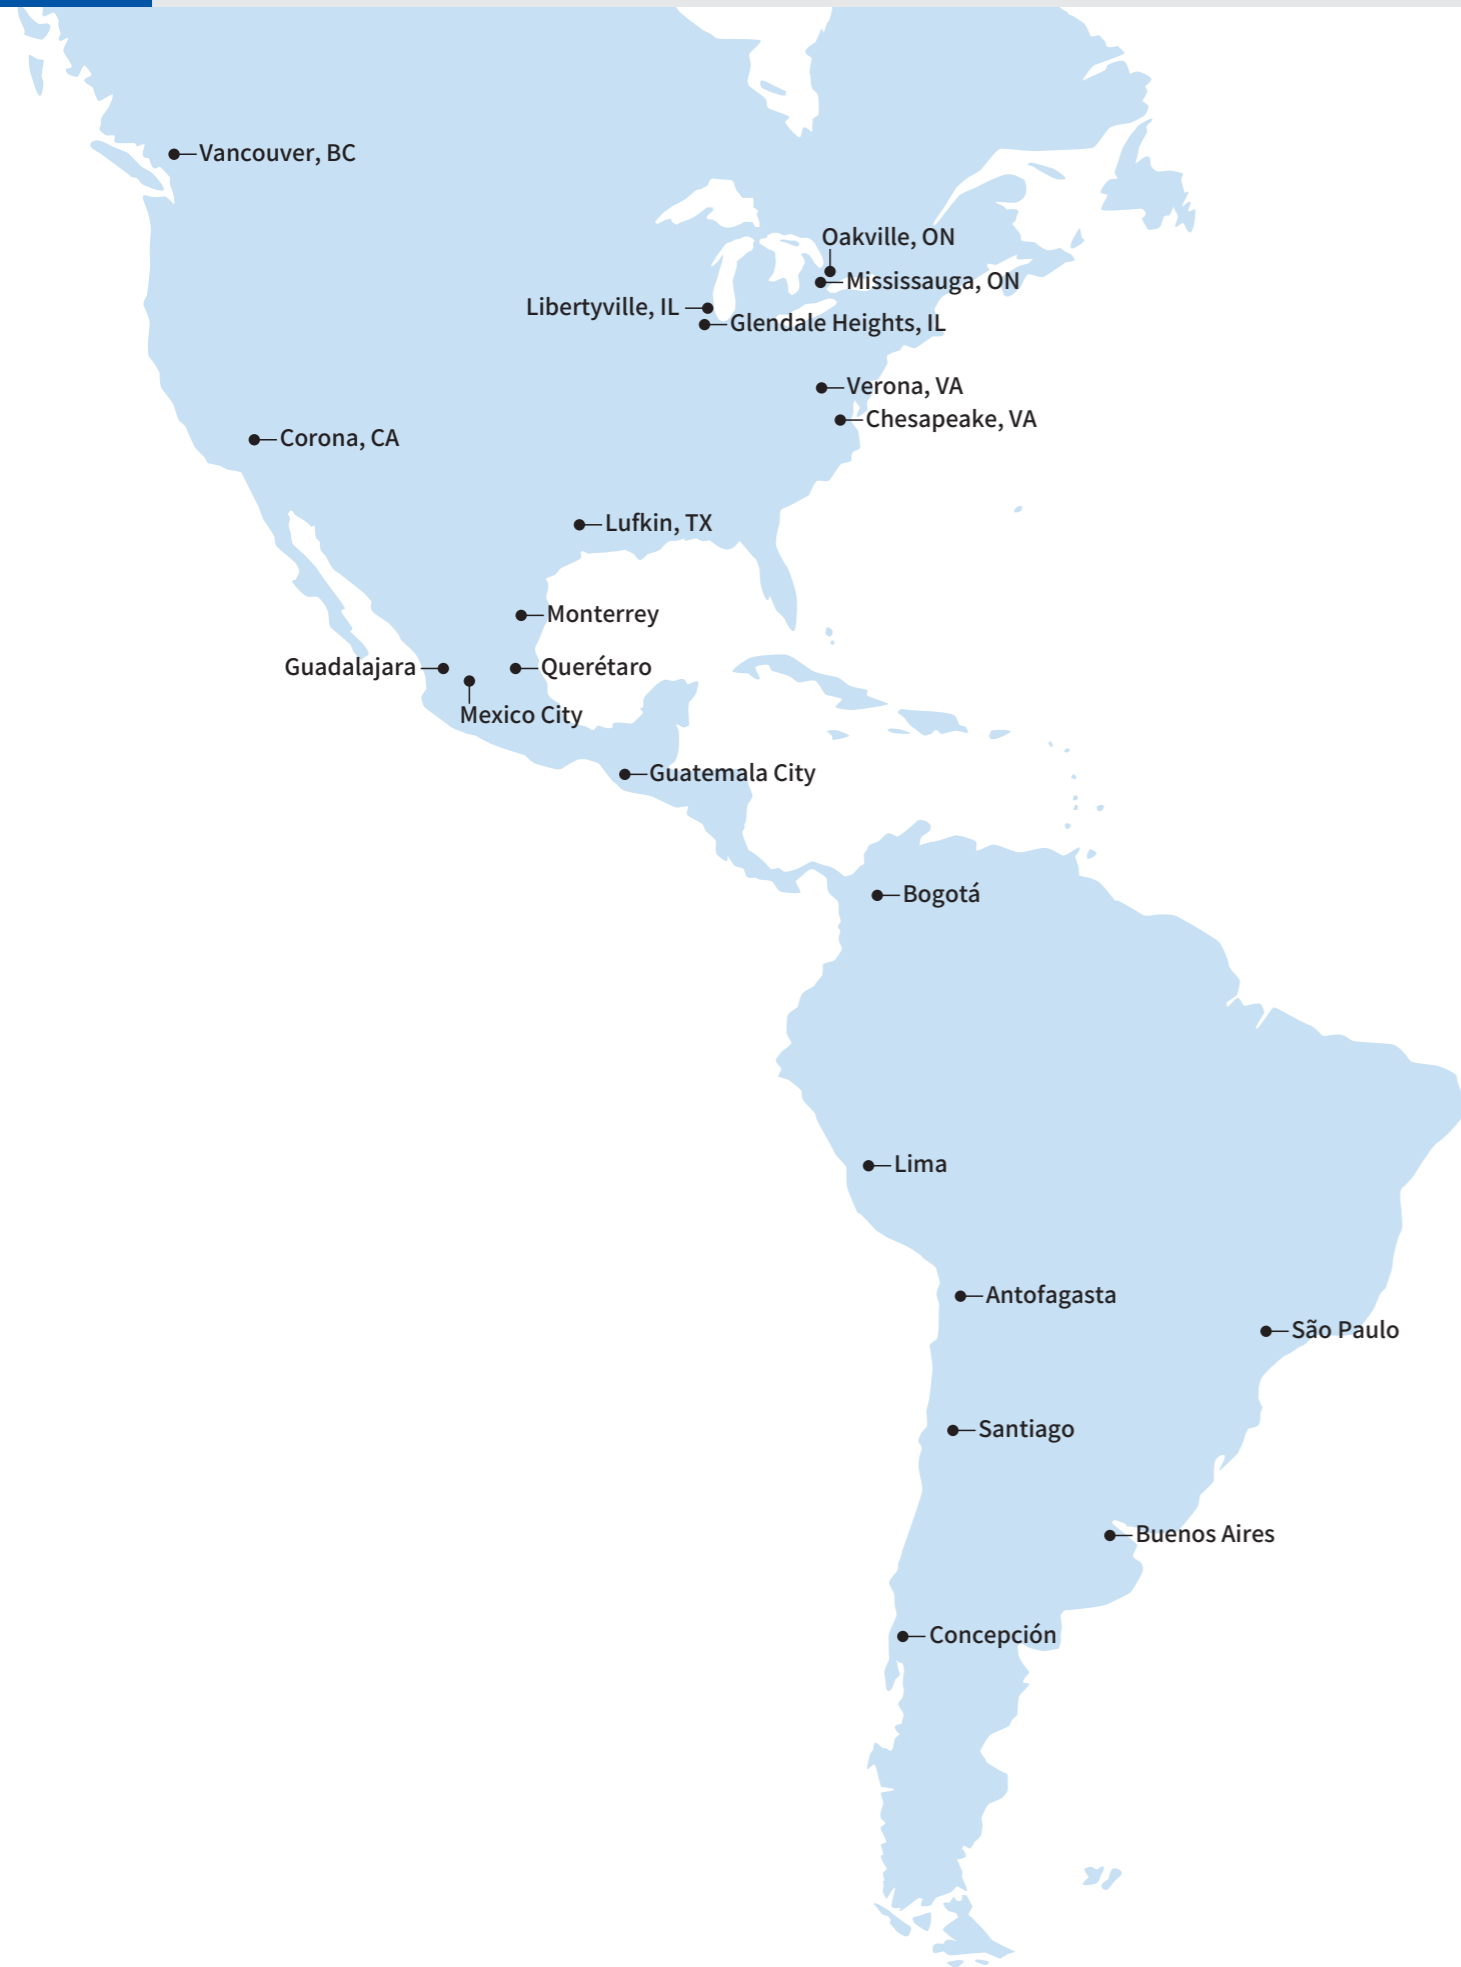 Vancouver, BC
Oakville, ON
Mississauga, ON
Libertyville, IL
Glendale Heights, IL
Verona, VA
Chesapeake, VA
Corona, CA
Lufkin, TX
Monterrey
Guadalajara
Querétaro
Mexico City
Guatemala City
Bogotá
Lima
Antofagasta
São Paulo
Santiago
Buenos Aires
Concepción